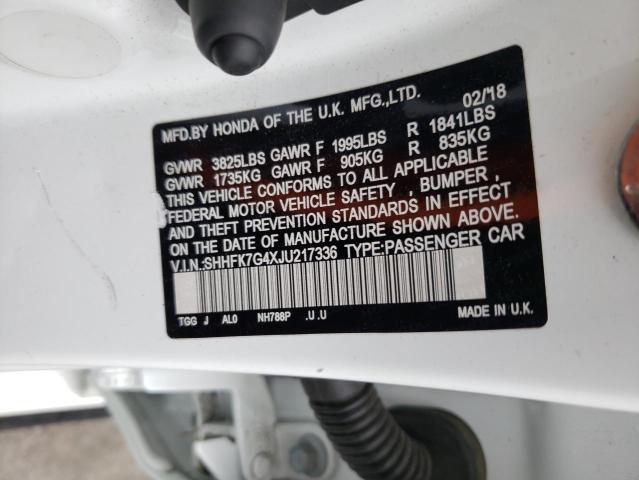 MFD.BY HONDA OF THE U.K. MFG.,LTD. 02/18
GVWR 3825LBS GAWR F 1995LBS R 1841LBS
GVWR 1735KG GAWR F 905KG R 835KG
THIS VEHICLE CONFORMS TO ALL APPLICABLE
FEDERAL MOTOR VEHICLE SAFETY , BUMPER ,
AND THEFT PREVENTION STANDARDS IN EFFECT
ON THE DATE OF MANUFACTURE SHOWN ABOVE.
V.I.N.:SHHFK7G4XJU217336 TYPE:PASSENGER CAR
TGG J AL0 NH788P .U .U MADE IN U.K.